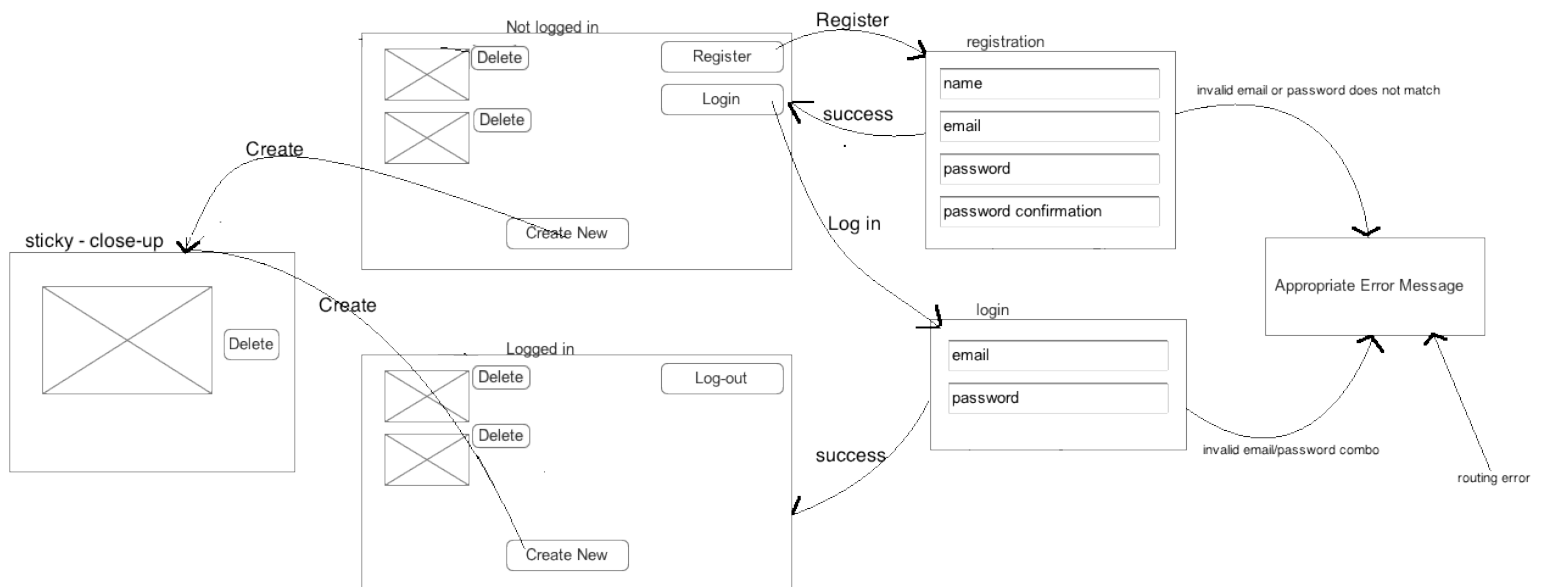 Not logged in
Delete
Delete
Register
Login
Create New
Register
registration
name
email
password
password confirmation
success
invalid email or password does not match
Create
sticky - close-up
Delete
Create
Log in
Appropriate Error Message
login
email
password
Logged in
Delete
Delete
Log-out
Create New
success
invalid email/password combo
routing error